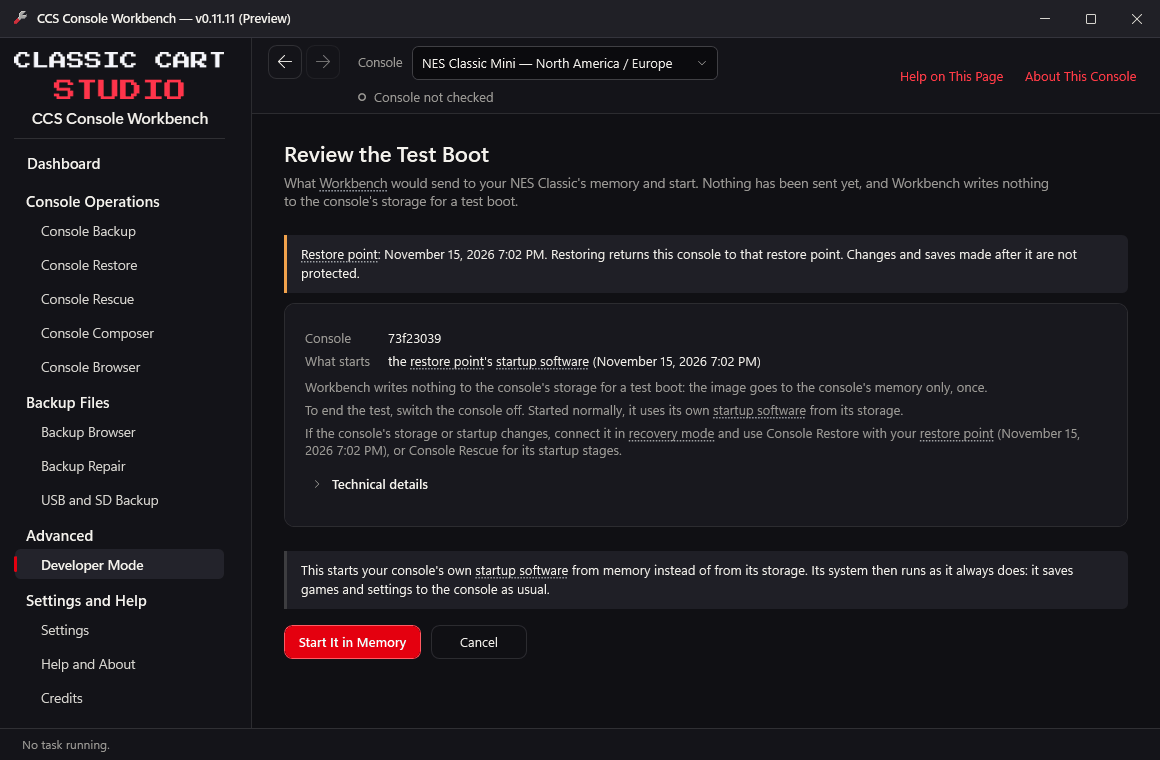 CCS Console Workbench — v0.11.11 (Preview)
CLASSIC CART
STUDIO
CCS Console Workbench
Dashboard
Console Operations
Console Backup
Console Restore
Console Rescue
Console Composer
Console Browser
Backup Files
Backup Browser
Backup Repair
USB and SD Backup
Advanced
Developer Mode
Settings and Help
Settings
Help and About
Credits
Console
NES Classic Mini — North America / Europe
Console not checked
Help on This Page
About This Console
Review the Test Boot
What Workbench would send to your NES Classic's memory and start. Nothing has been sent yet, and Workbench writes nothing
to the console's storage for a test boot.
Restore point: November 15, 2026 7:02 PM. Restoring returns this console to that restore point. Changes and saves made after it are not
protected.
Console 73f23039
What starts the restore point's startup software (November 15, 2026 7:02 PM)
Workbench writes nothing to the console's storage for a test boot: the image goes to the console's memory only, once.
To end the test, switch the console off. Started normally, it uses its own startup software from its storage.
If the console's storage or startup changes, connect it in recovery mode and use Console Restore with your restore point (November 15,
2026 7:02 PM), or Console Rescue for its startup stages.
Technical details
This starts your console's own startup software from memory instead of from its storage. Its system then runs as it always does: it saves
games and settings to the console as usual.
Start It in Memory
Cancel
No task running.